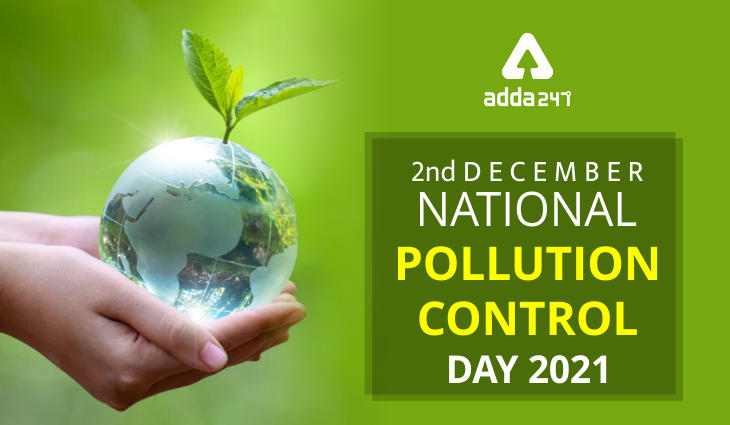 adda247
2nd DECEMBER
NATIONAL
POLLUTION
CONTROL
DAY 2021